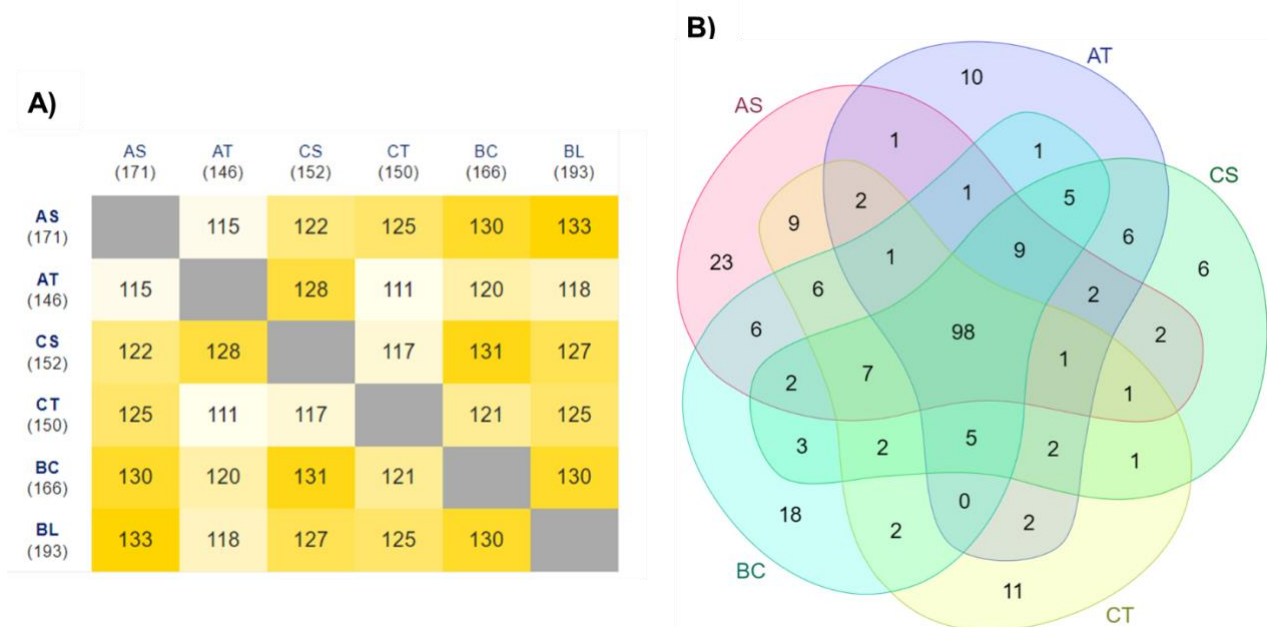 A)
AS AT CS CT BC BL
(171) (146) (152) (150) (166) (193)
AS
(171)
115 122 125 130 133
AT
(146)
115 128 111 120 118
CS
(152)
122 128 117 131 127
CT
(150)
125 111 117 121 125
BC
(166)
130 120 131 121 130
BL
(193)
133 118 127 125 130
B)
AT
10
AS
1 1
CS
9 2 1 5
23 6 1 9 6 6
6 98 2 2
2 7 1 1
3 2 5 2 1
18 2 0 2
BC
11
CT